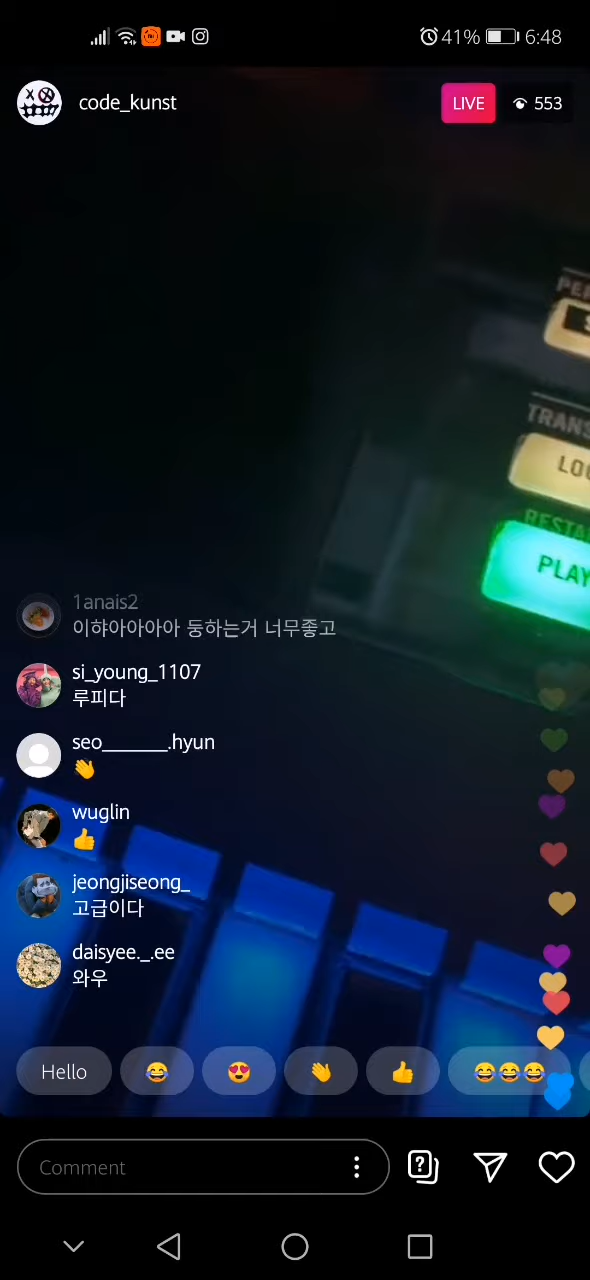 41% 6:48
code_kunst
LIVE 553
TRANS
RESTA
PLAY
1anais2
이햐아아아아 둥하는거 너무좋고
si_young_1107
루피다
seo_______.hyun
👋
wuglin
👍
jeongjiseong_
고급이다
daisyee._.ee
와우
Hello 😂 😍 👋 👍 😂😂😂
Comment